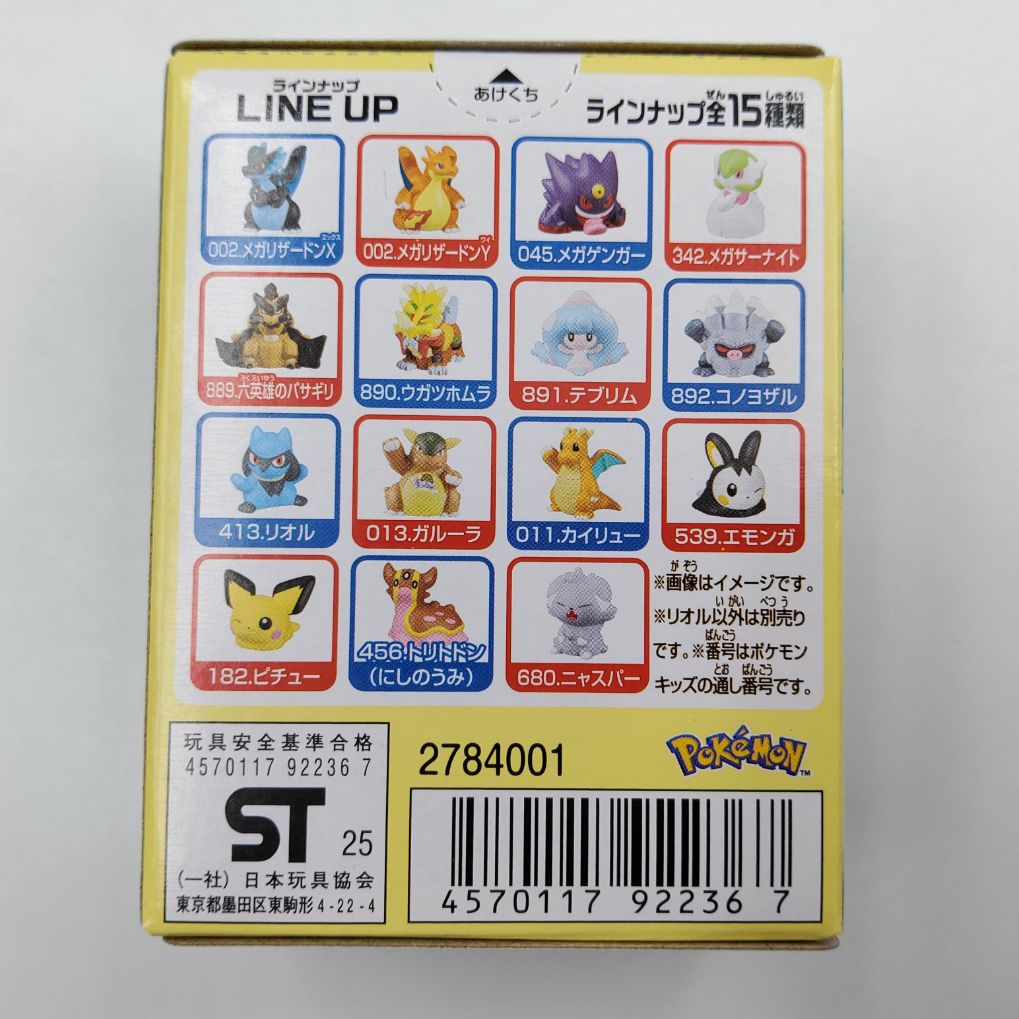 ラインナップ
LINE UP
あけくち
ぜん しゅるい
ラインナップ全15種類
エックス
002.メガリザードンX
ワイ
002.メガリザードンY
045.メガゲンガー
342.メガサーナイト
ろくえいゆう
889.六英雄のバサギリ
890.ウガツホムラ
891.テブリム
892.コノヨザル
413.リオル
013.ガルーラ
011.カイリュー
539.エモンガ
182.ピチュー
456.トリトドン
(にしのうみ)
680.ニャスパー
がぞう
※画像はイメージです。
いがい べつう
※リオル以外は別売り
ばんごう
です。※番号はポケモン
とお ばんごう
キッズの通し番号です。
玩具安全基準合格
4570117 92236 7
ST 25
(一社)日本玩具協会
東京都墨田区東駒形4-22-4
2784001
POKéMON™
4570117 922367